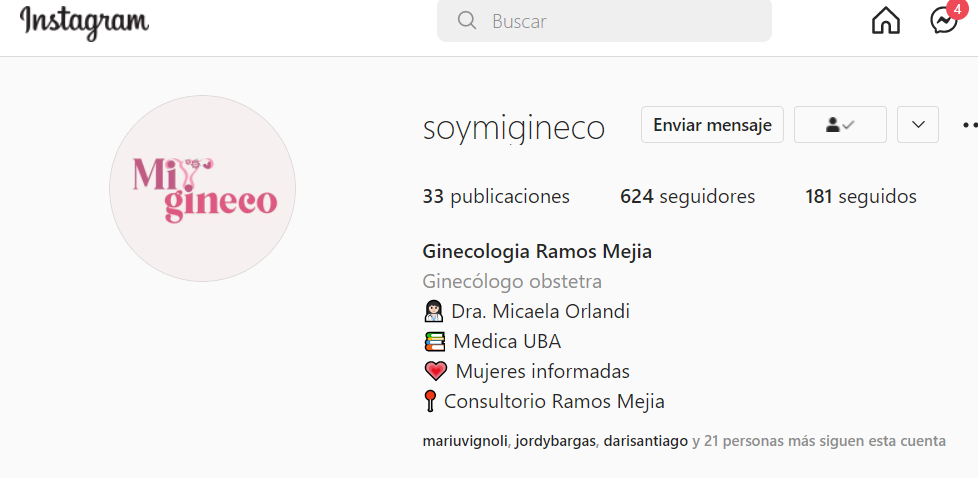 Instagram
Buscar
4
soymigineco
Enviar mensaje
Mi
gineco
33 publicaciones
624 seguidores
181 seguidos
Ginecologia Ramos Mejia
Ginecólogo obstetra
Dra. Micaela Orlandi
Medica UBA
Mujeres informadas
Consultorio Ramos Mejia
mariuvignoli, jordybargas, darisantiago y 21 personas más siguen esta cuenta